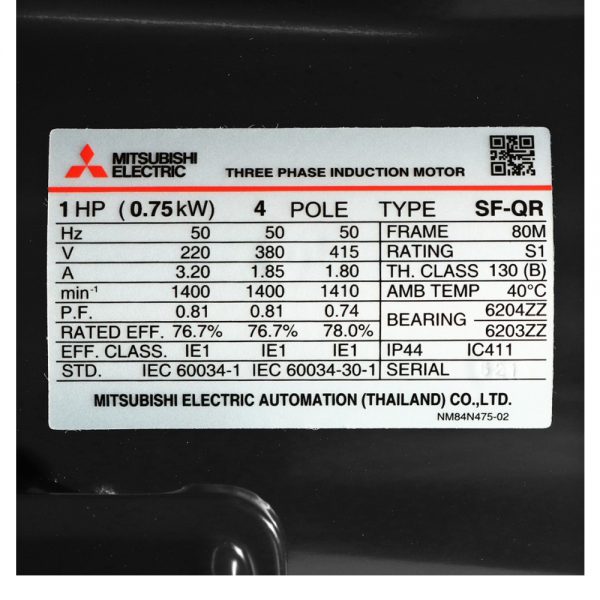 MITSUBISHI
ELECTRIC
THREE PHASE INDUCTION MOTOR
1 HP (0.75 kW) 4 POLE TYPE SF-QR
Hz 50 50 50 FRAME 80M
V 220 380 415 RATING S1
A 3.20 1.85 1.80 TH. CLASS 130 (B)
min⁻¹ 1400 1400 1410 AMB TEMP 40°C
P.F. 0.81 0.81 0.74 BEARING 6204ZZ
RATED EFF. 76.7% 76.7% 78.0% 6203ZZ
EFF. CLASS. IE1 IE1 IE1 IP44 IC411
STD. IEC 60034-1 IEC 60034-30-1 SERIAL
MITSUBISHI ELECTRIC AUTOMATION (THAILAND) CO.,LTD.
NM84N475-02